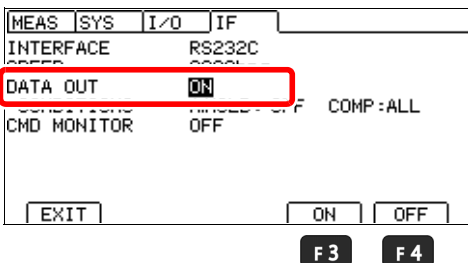 MEAS SYS I/O IF
INTERFACE RS232C
DATA OUT ON
COMP:ALL
CMD MONITOR OFF
EXIT ON OFF
F3 F4